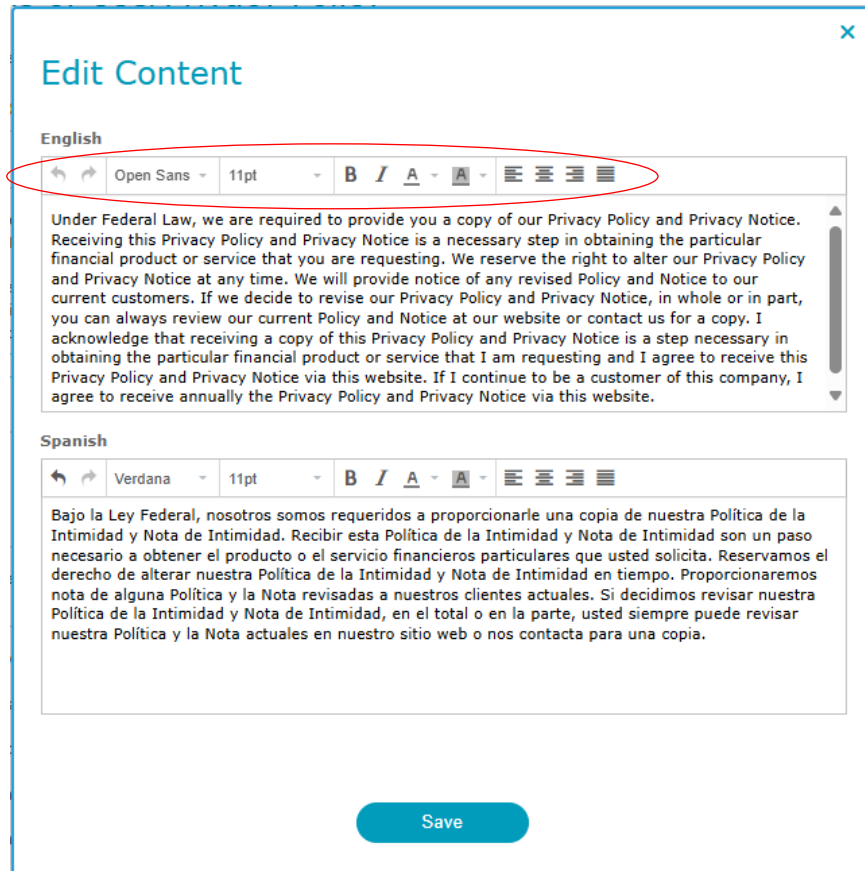 Edit Content
English
Open Sans 11pt B I A A
Under Federal Law, we are required to provide you a copy of our Privacy Policy and Privacy Notice.
Receiving this Privacy Policy and Privacy Notice is a necessary step in obtaining the particular
financial product or service that you are requesting. We reserve the right to alter our Privacy Policy
and Privacy Notice at any time. We will provide notice of any revised Policy and Notice to our
current customers. If we decide to revise our Privacy Policy and Privacy Notice, in whole or in part,
you can always review our current Policy and Notice at our website or contact us for a copy. I
acknowledge that receiving a copy of this Privacy Policy and Privacy Notice is a step necessary in
obtaining the particular financial product or service that I am requesting and I agree to receive this
Privacy Policy and Privacy Notice via this website. If I continue to be a customer of this company, I
agree to receive annually the Privacy Policy and Privacy Notice via this website.
Spanish
Verdana 11pt B I A A
Bajo la Ley Federal, nosotros somos requeridos a proporcionarle una copia de nuestra Política de la
Intimidad y Nota de Intimidad. Recibir esta Política de la Intimidad y Nota de Intimidad son un paso
necesario a obtener el producto o el servicio financieros particulares que usted solicita. Reservamos el
derecho de alterar nuestra Política de la Intimidad y Nota de Intimidad en tiempo. Proporcionaremos
nota de alguna Política y la Nota revisadas a nuestros clientes actuales. Si decidimos revisar nuestra
Política de la Intimidad y Nota de Intimidad, en el total o en la parte, usted siempre puede revisar
nuestra Política y la Nota actuales en nuestro sitio web o nos contacta para una copia.
Save